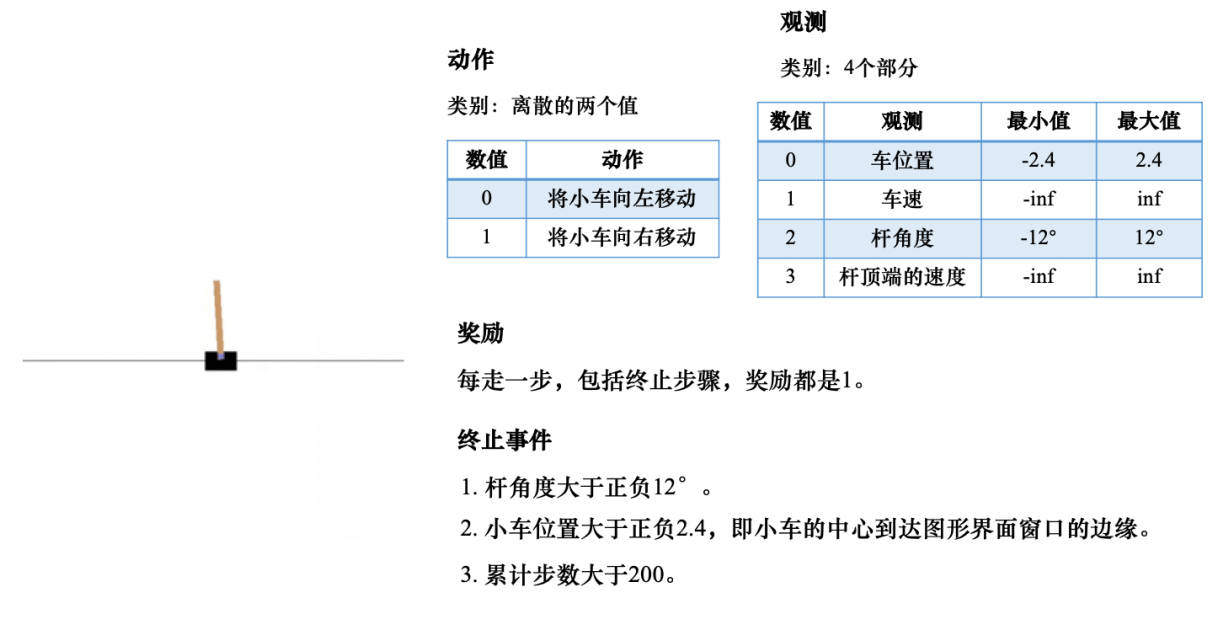 动作
类别：离散的两个值
数值 动作
0 将小车向左移动
1 将小车向右移动
观测
类别：4个部分
数值 观测 最小值 最大值
0 车位置 -2.4 2.4
1 车速 -inf inf
2 杆角度 -12° 12°
3 杆顶端的速度 -inf inf
奖励
每走一步，包括终止步骤，奖励都是1。
终止事件
1. 杆角度大于正负12°。
2. 小车位置大于正负2.4，即小车的中心到达图形界面窗口的边缘。
3. 累计步数大于200。